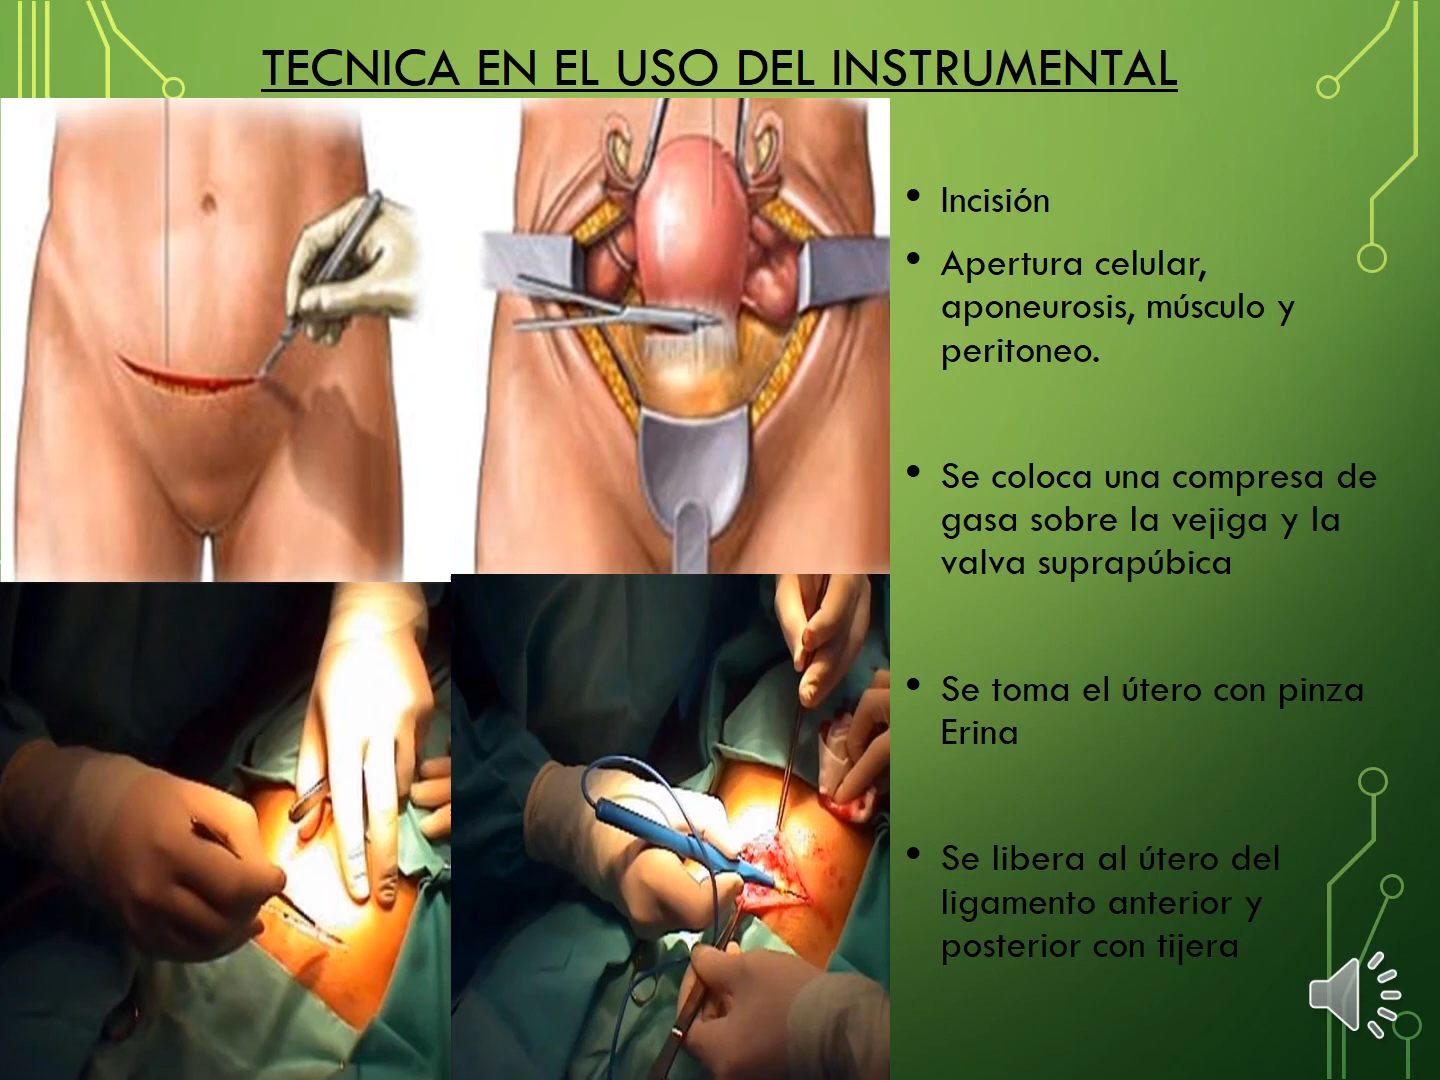 TECNICA EN EL USO DEL INSTRUMENTAL
• Incisión
• Apertura celular,
aponeurosis, músculo y
peritoneo.
• Se coloca una compresa de
gasa sobre la vejiga y la
valva suprapúbica
• Se toma el útero con pinza
Erina
• Se libera al útero del
ligamento anterior y
posterior con tijera